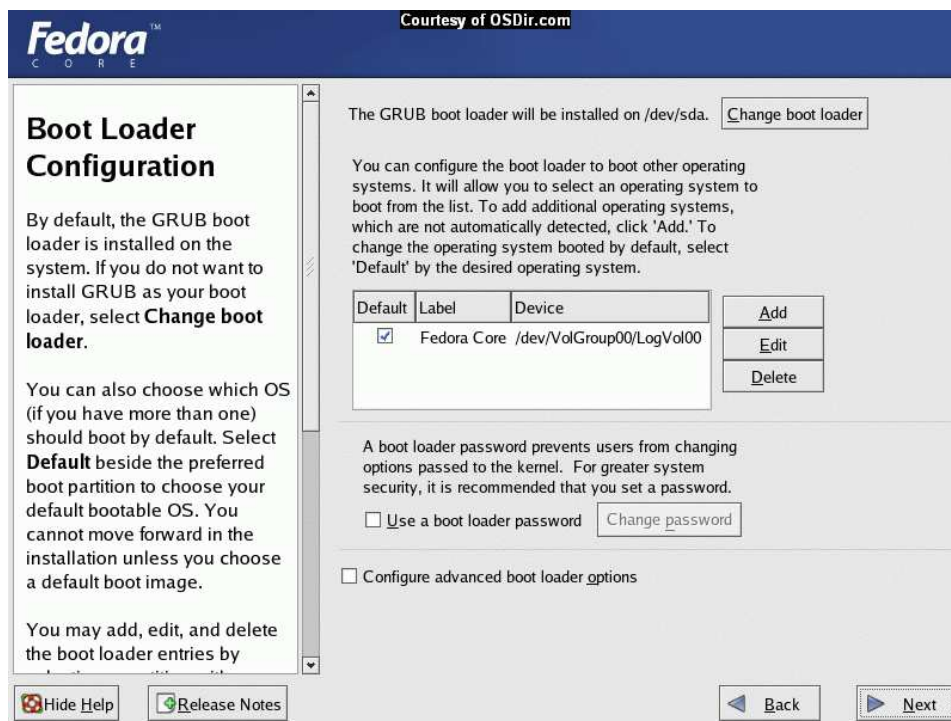 Courtesy of OSDir.com
Fedora™
CORE
Boot Loader
Configuration
By default, the GRUB boot
loader is installed on the
system. If you do not want to
install GRUB as your boot
loader, select Change boot
loader.
You can also choose which OS
(if you have more than one)
should boot by default. Select
Default beside the preferred
boot partition to choose your
default bootable OS. You
cannot move forward in the
installation unless you choose
a default boot image.
You may add, edit, and delete
the boot loader entries by
The GRUB boot loader will be installed on /dev/sda.
Change boot loader
You can configure the boot loader to boot other operating
systems. It will allow you to select an operating system to
boot from the list. To add additional operating systems,
which are not automatically detected, click 'Add.' To
change the operating system booted by default, select
'Default' by the desired operating system.
Default Label Device
Fedora Core /dev/VolGroup00/LogVol00
Add
Edit
Delete
A boot loader password prevents users from changing
options passed to the kernel. For greater system
security, it is recommended that you set a password.
Use a boot loader password
Change password
Configure advanced boot loader options
Hide Help
Release Notes
Back
Next